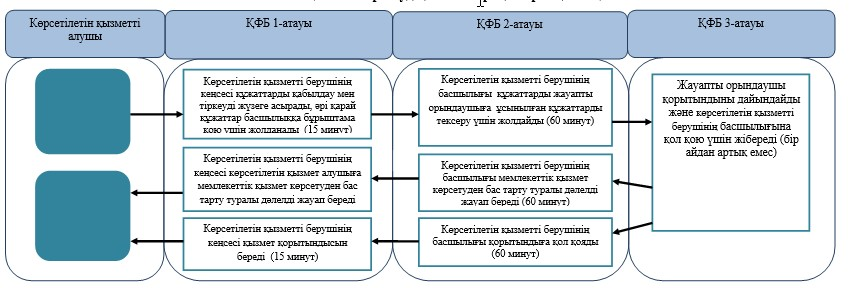 Көрсетілетін қызметті
алушы
ҚФБ 1-атауы
ҚФБ 2-атауы
ҚФБ 3-атауы
Көрсетілетін қызметті берушінің
кеңсесі құжаттарды қабылдау мен
тіркеуді жүзеге асырады, әрі қарай
құжаттар басшылыққа бұрыштама
қою үшін жолданады (15 минут)
Көрсетілетін қызметті берушінің
басшылығы құжаттарды жауапты
орындаушыға ұсынылған құжаттарды
тексеру үшін жолдайды (60 минут)
Жауапты орындаушы
қорытындыны дайындайды
және көрсетілетін қызметті
берушінің басшылығына
қол қою үшін жібереді (бір
айдан артық емес)
Көрсетілетін қызметті берушінің
кеңсесі көрсетілетін қызмет алушыға
мемлекеттік қызмет көрсетуден бас
тарту туралы дәлелді жауап береді
Көрсетілетін қызметті берушінің
басшылығы мемлекеттік қызмет
көрсетуден бас тарту туралы дәлелді
жауап береді (60 минут)
Көрсетілетін қызметті берушінің
кеңсесі қызмет қорытындысын
береді (15 минут)
Көрсетілетін қызметті берушінің
басшылығы қорытындыға қол қояды
(60 минут)